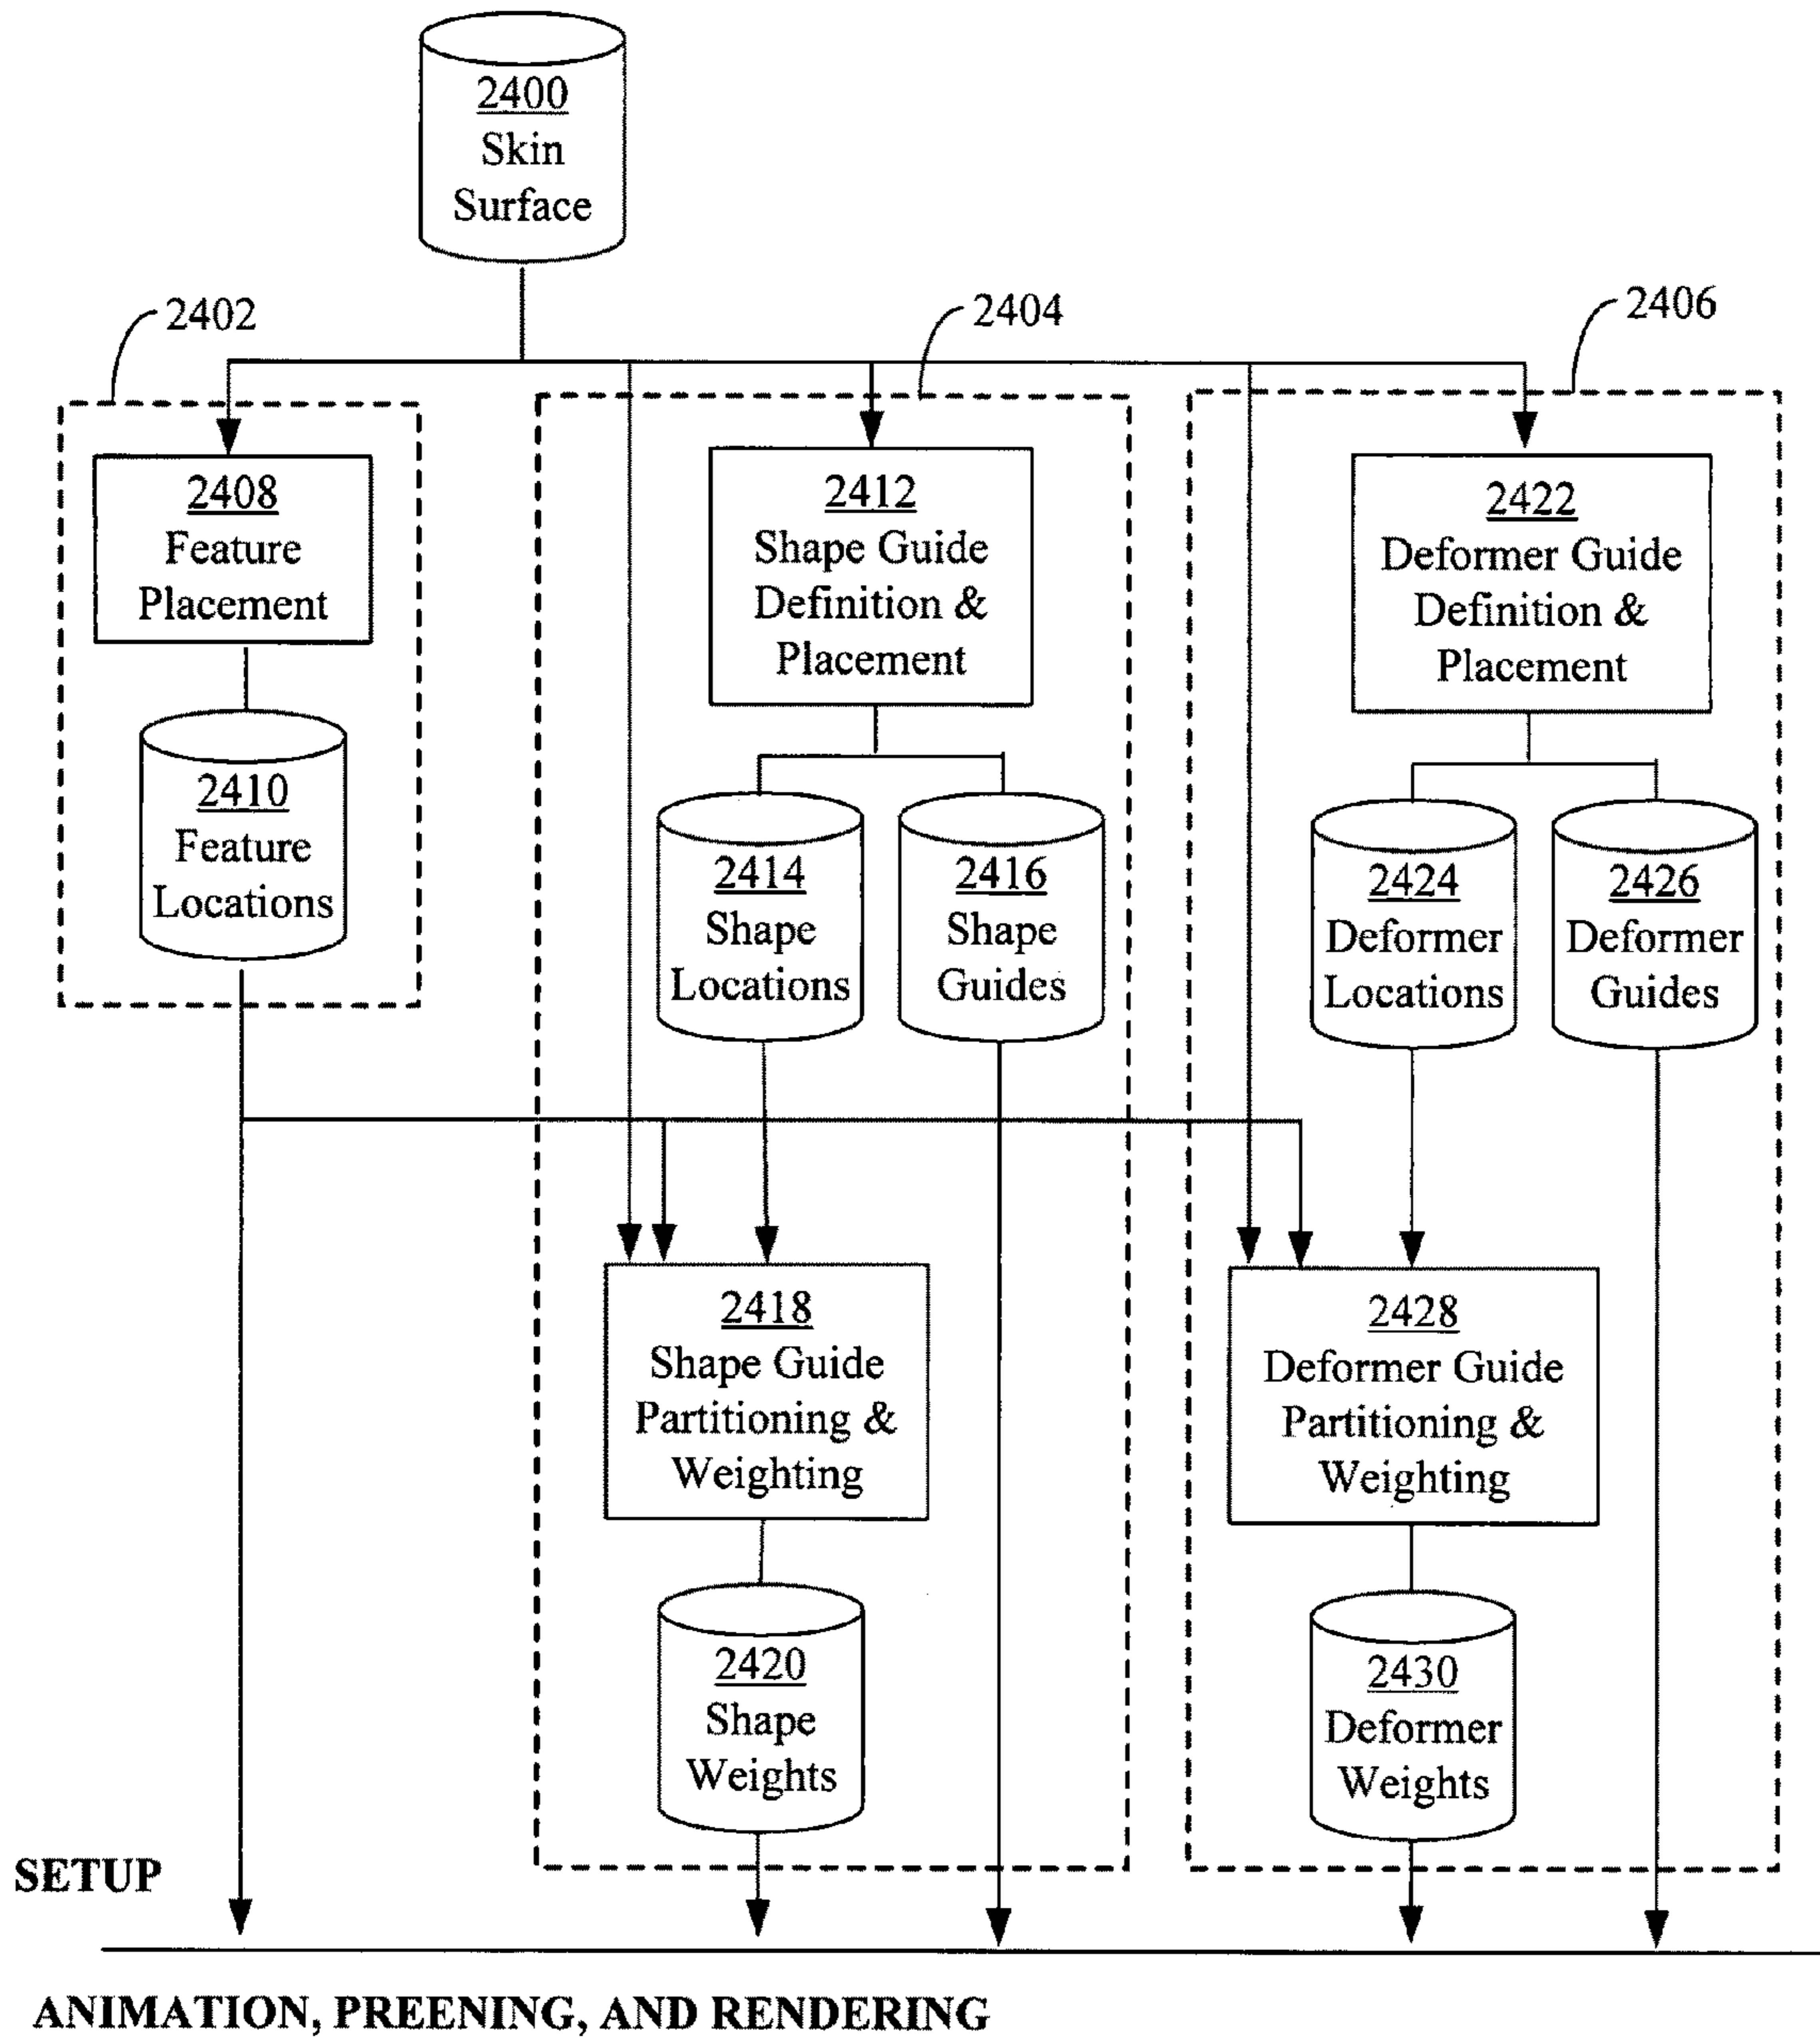 2400
Skin
Surface
2402
2404
2406
2408
Feature
Placement
2410
Feature
Locations
2412
Shape Guide
Definition &
Placement
2414
Shape
Locations
2416
Shape
Guides
2418
Shape Guide
Partitioning &
Weighting
2420
Shape
Weights
2422
Deformer Guide
Definition &
Placement
2424
Deformer
Locations
2426
Deformer
Guides
2428
Deformer Guide
Partitioning &
Weighting
2430
Deformer
Weights
SETUP
ANIMATION, PREENING, AND RENDERING